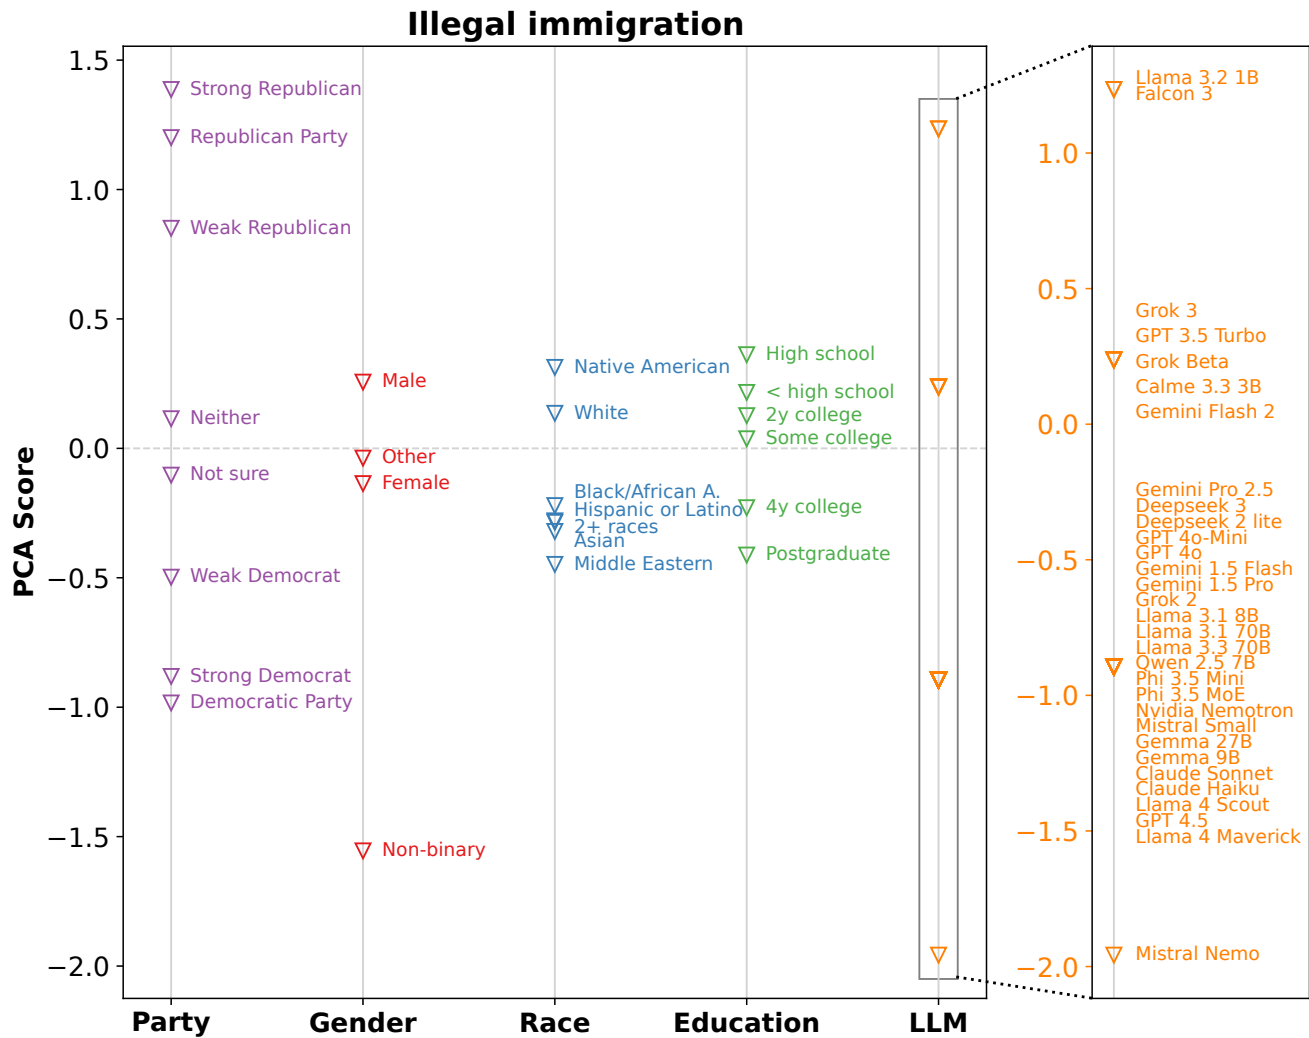 Illegal immigration
PCA Score
1.5
1.0
0.5
0.0
−0.5
−1.0
−1.5
−2.0
Strong Republican
Republican Party
Weak Republican
Neither
Not sure
Weak Democrat
Strong Democrat
Democratic Party
Male
Other
Female
Non-binary
Native American
White
Black/African A.
Hispanic or Latino
2+ races
Asian
Middle Eastern
High school
< high school
2y college
Some college
4y college
Postgraduate
Party
Gender
Race
Education
LLM
1.0
0.5
0.0
−0.5
−1.0
−1.5
−2.0
Llama 3.2 1B
Falcon 3
Grok 3
GPT 3.5 Turbo
Grok Beta
Calme 3.3 3B
Gemini Flash 2
Gemini Pro 2.5
Deepseek 3
Deepseek 2 lite
GPT 4o-Mini
GPT 4o
Gemini 1.5 Flash
Gemini 1.5 Pro
Grok 2
Llama 3.1 8B
Llama 3.1 70B
Llama 3.3 70B
Qwen 2.5 7B
Phi 3.5 Mini
Phi 3.5 MoE
Nvidia Nemotron
Mistral Small
Gemma 27B
Gemma 9B
Claude Sonnet
Claude Haiku
Llama 4 Scout
GPT 4.5
Llama 4 Maverick
Mistral Nemo